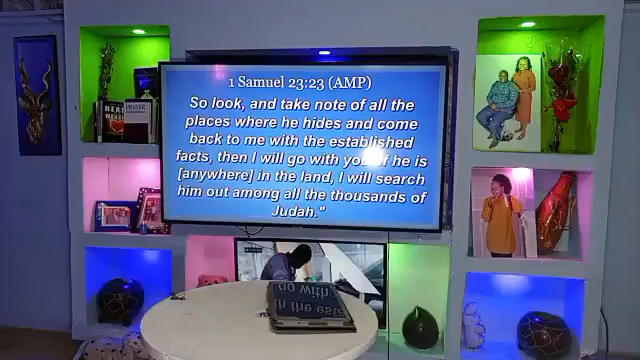 1 Samuel 23:23 (AMP)
So look, and take note of all the
places where he hides and come
back to me with the established
facts, then I will go with you if he is
[anywhere] in the land, I will search
him out among all the thousands of
Judah."
PRAYER